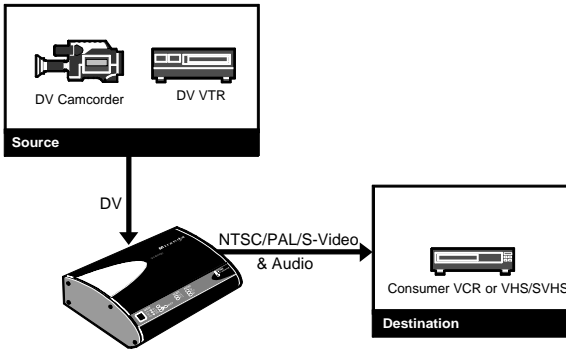 DV Camcorder
DV VTR
Source
DV
NTSC/PAL/S-Video
& Audio
Consumer VCR or VHS/SVHS
Destination